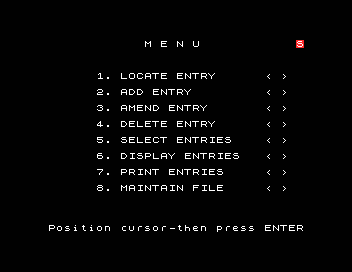 M E N U S
1. LOCATE ENTRY < >
2. ADD ENTRY < >
3. AMEND ENTRY < >
4. DELETE ENTRY < >
5. SELECT ENTRIES < >
6. DISPLAY ENTRIES < >
7. PRINT ENTRIES < >
8. MAINTAIN FILE < >
Position cursor-then press ENTER